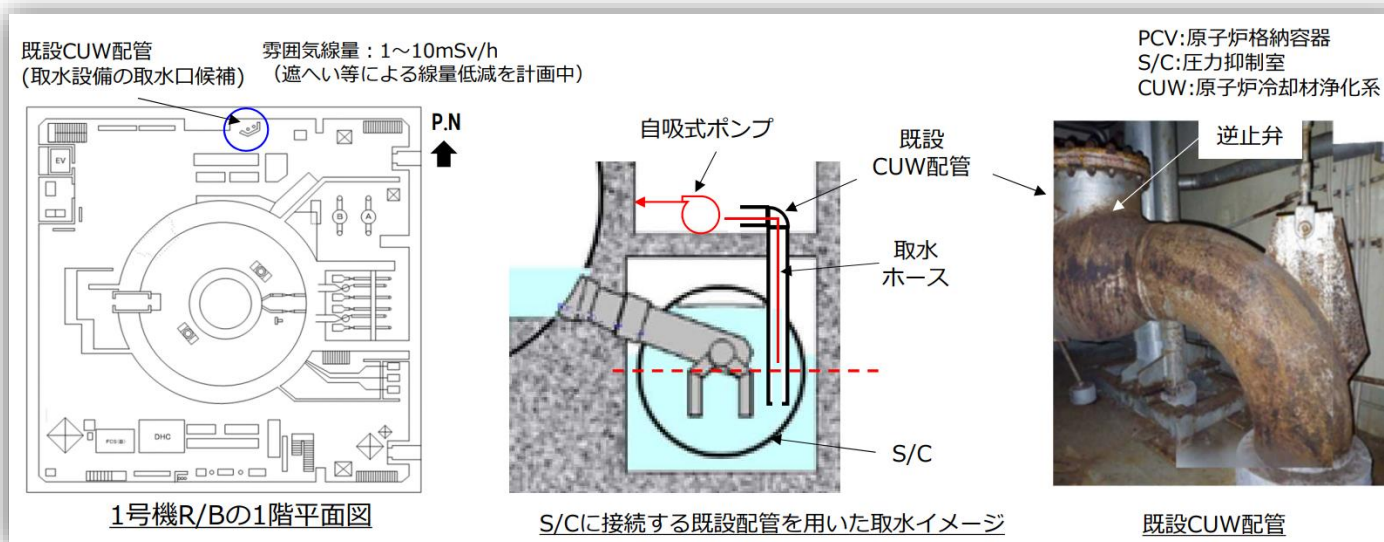 既設CUW配管
(取水設備の取水口候補)
雰囲気線量：1～10mSv/h
（遮へい等による線量低減を計画中）
PCV:原子炉格納容器
S/C:圧力抑制室
CUW:原子炉冷却材浄化系
P.N
EV
B
A
DHC
1号機R/Bの1階平面図
自吸式ポンプ
既設
CUW配管
取水
ホース
S/C
S/Cに接続する既設配管を用いた取水イメージ
逆止弁
既設CUW配管